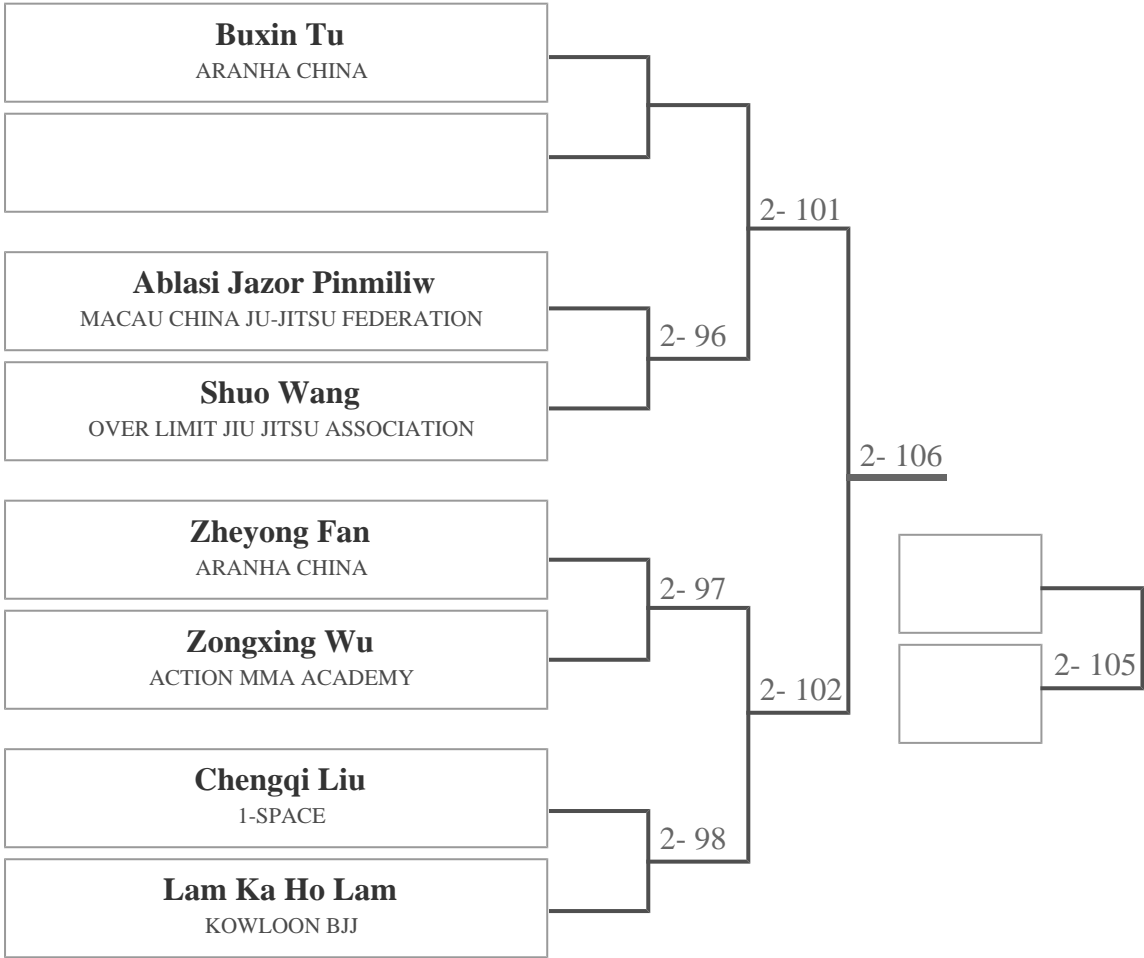 Buxin Tu
ARANHA CHINA
2- 101
Ablasi Jazor Pinmiliw
MACAU CHINA JU-JITSU FEDERATION
2- 96
Shuo Wang
OVER LIMIT JIU JITSU ASSOCIATION
2- 106
Zheyong Fan
ARANHA CHINA
2- 97
Zongxing Wu
ACTION MMA ACADEMY
2- 105
2- 102
Chengqi Liu
1-SPACE
2- 98
Lam Ka Ho Lam
KOWLOON BJJ